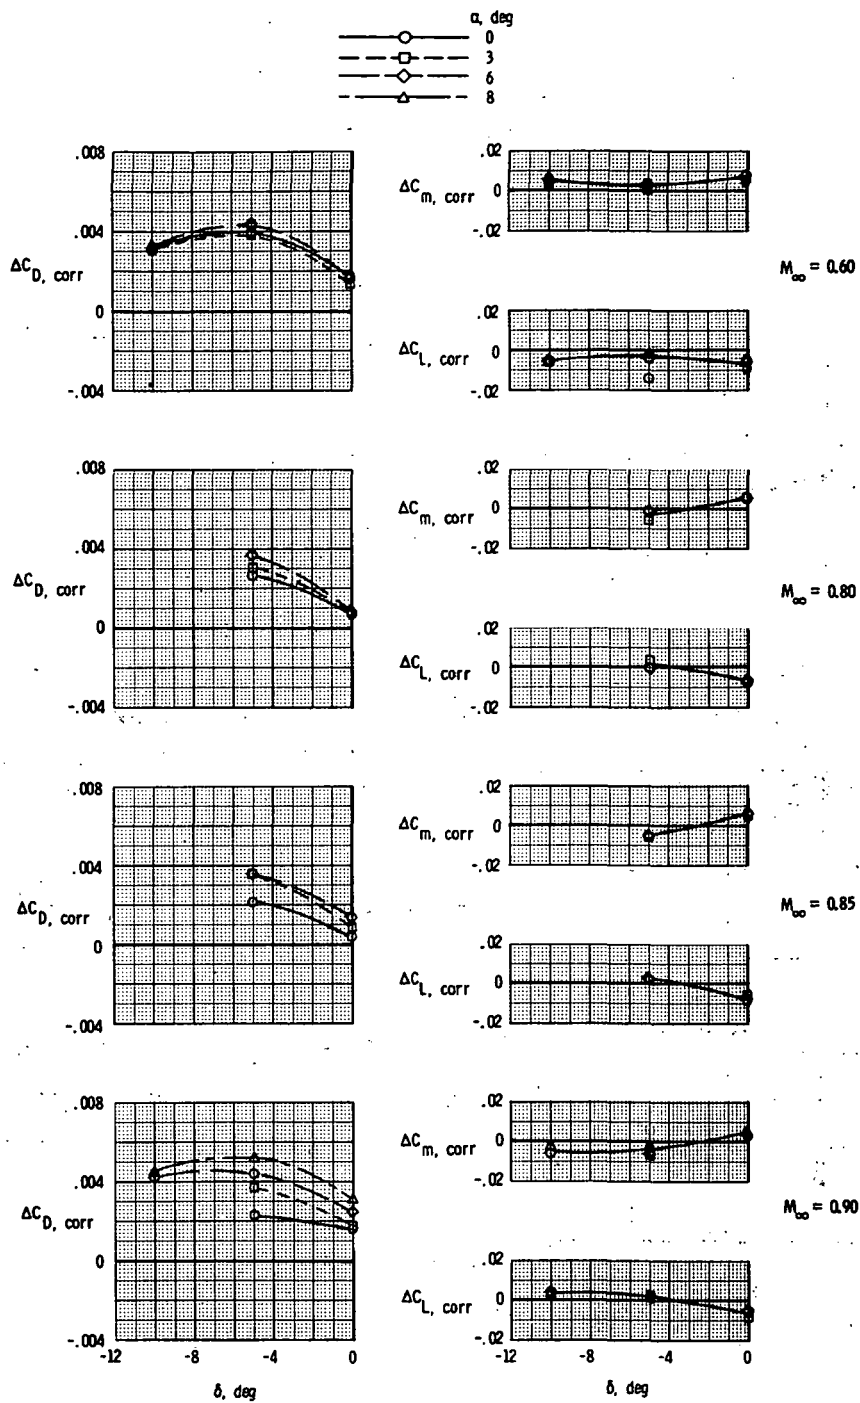 α, deg
0
3
6
8
.008
.004
0
-.004
ΔC_D, corr
.02
0
-.02
ΔC_m, corr
.02
0
-.02
ΔC_L, corr
M∞ = 0.60
.008
.004
0
-.004
ΔC_D, corr
.02
0
-.02
ΔC_m, corr
.02
0
-.02
ΔC_L, corr
M∞ = 0.80
.008
.004
0
-.004
ΔC_D, corr
.02
0
-.02
ΔC_m, corr
.02
0
-.02
ΔC_L, corr
M∞ = 0.85
.008
.004
0
-.004
ΔC_D, corr
-12 -8 -4 0
δ, deg
.02
0
-.02
ΔC_m, corr
.02
0
-.02
ΔC_L, corr
M∞ = 0.90
-12 -8 -4 0
δ, deg